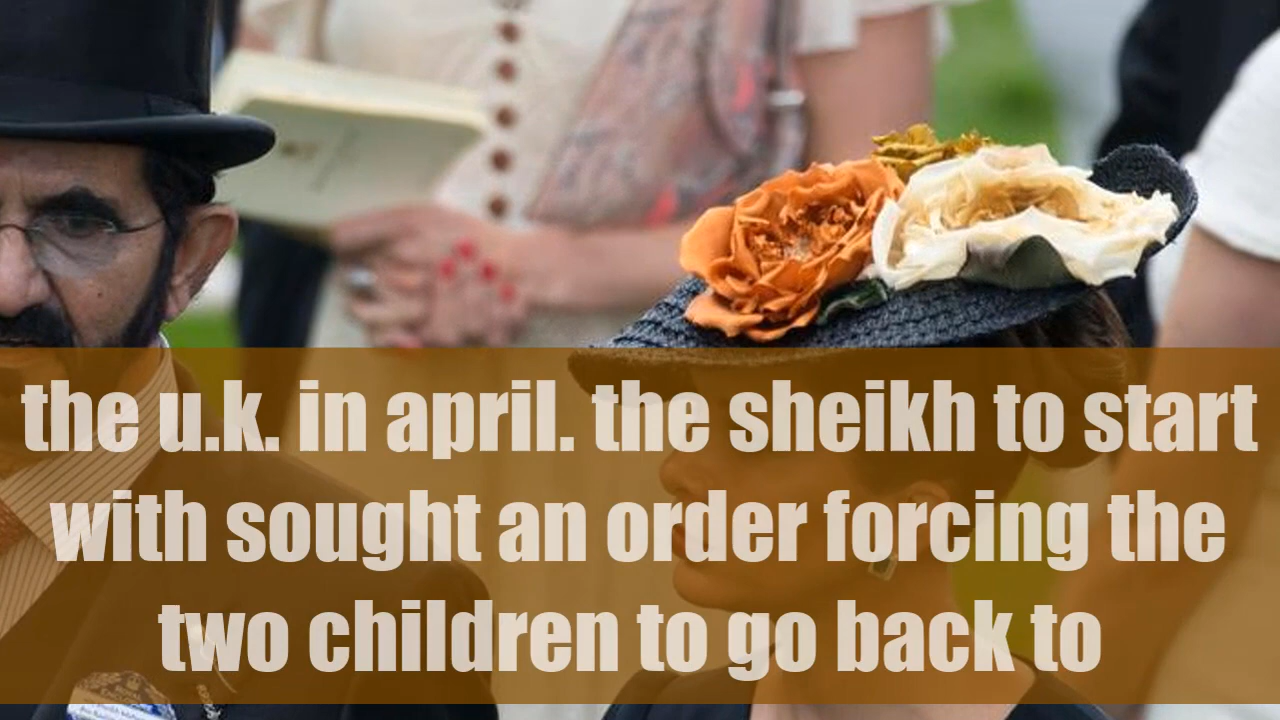 the u.k. in april. the sheikh to start
with sought an order forcing the
two children to go back to